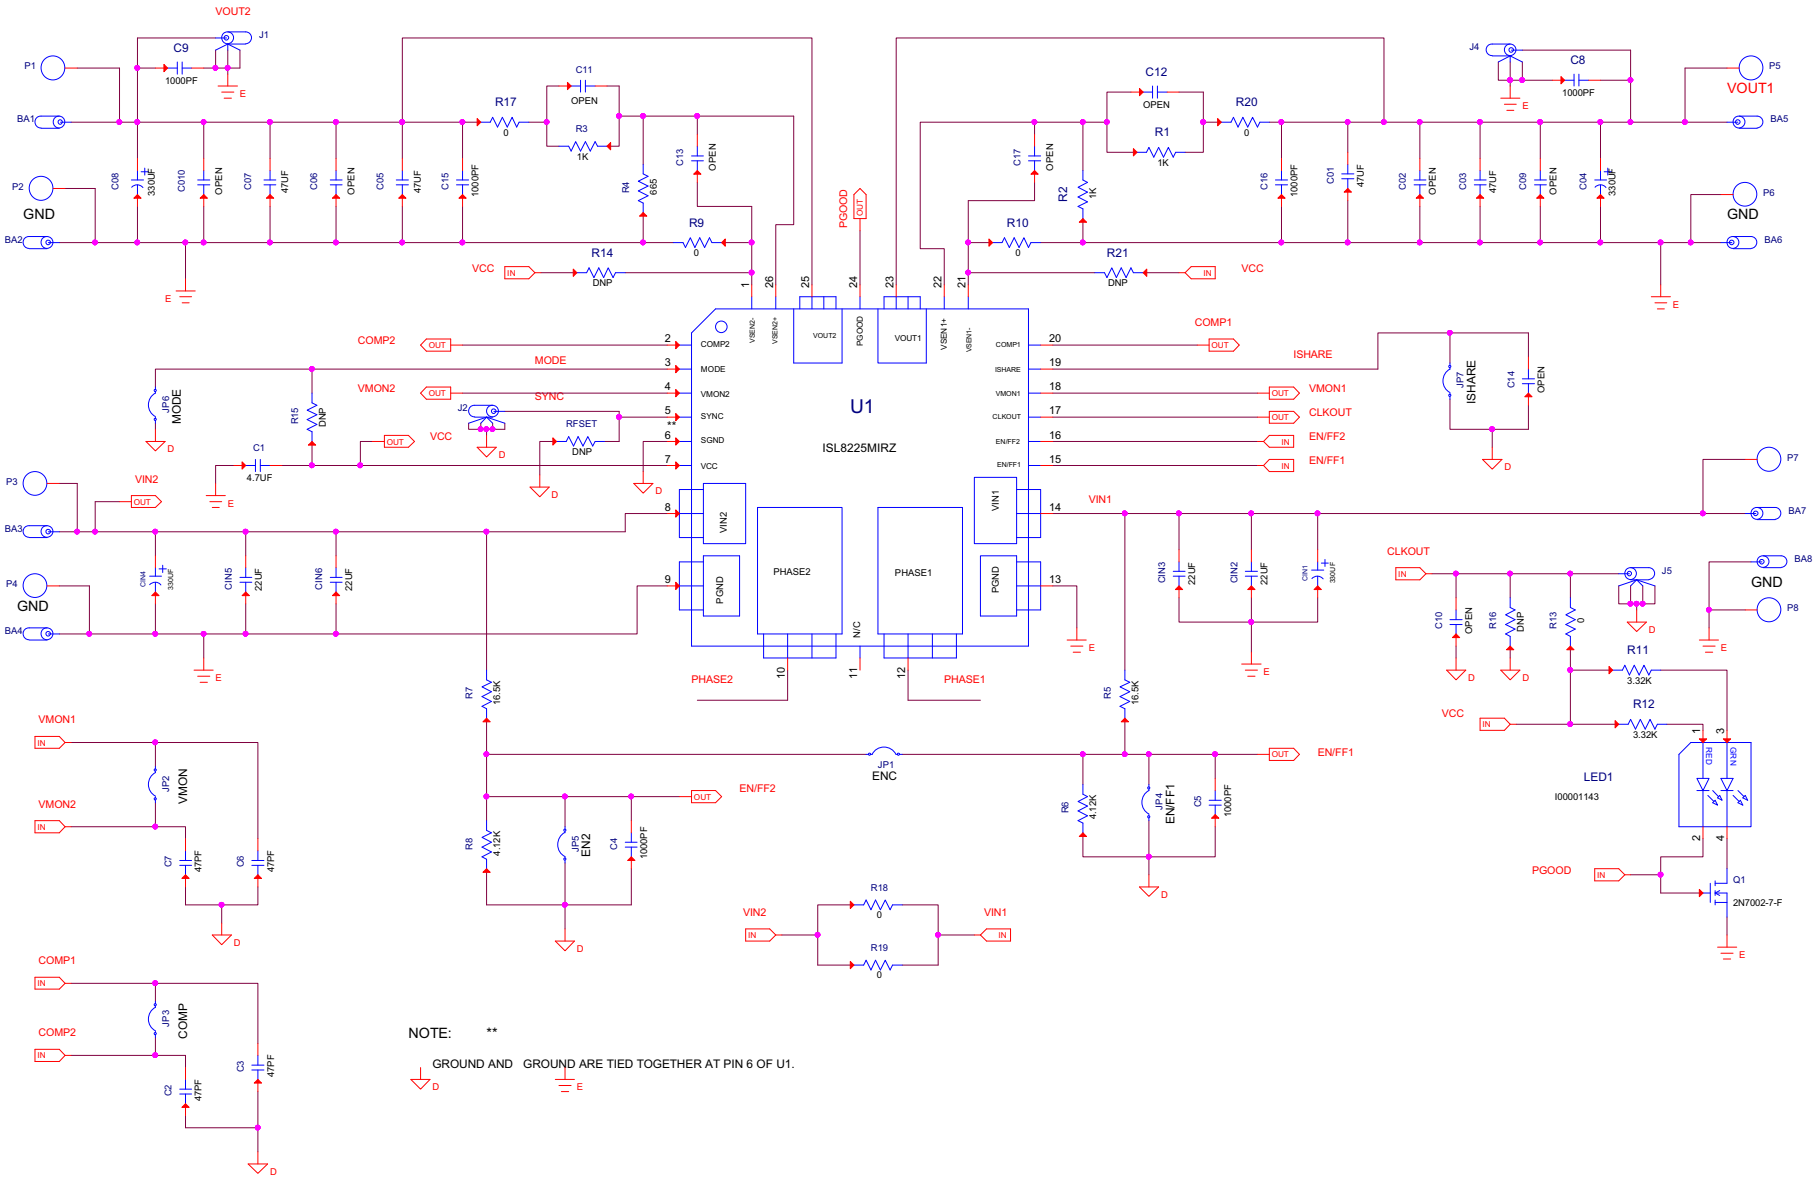 VOUT2
J1
C9
1000PF
P1
E
BA1
C11
OPEN
R17
0
R3
1K
C08
330UF
+
C010
OPEN
C07
47UF
C06
OPEN
C05
47UF
C15
1000PF
R4
665
C13
OPEN
P2
GND
BA2
R9
0
R14
DNP
VCC
IN
E
PGOOD
OUT
J4
C8
1000PF
E
P5
VOUT1
BA5
C12
OPEN
R20
0
R1
1K
C17
OPEN
R2
1K
C16
1000PF
C01
47UF
C02
OPEN
C03
47UF
C09
OPEN
C04
330UF
+
P6
GND
BA6
R10
0
R21
DNP
IN
VCC
E
1
26
25
24
23
22
21
VSEN2-
VSEN2+
VOUT2
PGOOD
VOUT1
VSEN1+
VSEN1-
COMP2
OUT
2
COMP2
MODE
3
MODE
VMON2
OUT
4
VMON2
SYNC
5
SYNC
**
6
SGND
7
VCC
8
VIN2
9
PGND
U1
ISL8225MIRZ
COMP1
20
COMP1
OUT
ISHARE
19
ISHARE
VMON1
18
OUT
VMON1
CLKOUT
17
OUT
CLKOUT
EN/FF2
16
IN
EN/FF2
EN/FF1
15
IN
EN/FF1
VIN1
14
VIN1
PGND
13
E
PHASE2
PHASE1
N/C
10
11
12
PHASE2
PHASE1
JP6
MODE
D
R15
DNP
J2
D
RFSET
DNP
D
D
OUT
VCC
C1
4.7UF
E
JP7
ISHARE
C14
OPEN
D
P3
VIN2
OUT
BA3
CIN4
330UF
+
CIN5
22UF
CIN6
22UF
P4
GND
BA4
E
R7
16.5K
CIN3
22UF
CIN2
22UF
CIN1
330UF
+
E
R5
16.5K
P7
BA7
BA8
GND
P8
E
CLKOUT
IN
J5
D
C10
OPEN
R16
DNP
R13
0
D
D
R11
3.32K
VCC
IN
R12
3.32K
1
3
RED
GRN
LED1
I00001143
2
4
PGOOD
IN
Q1
2N7002-7-F
E
VMON1
IN
JP2
VMON
VMON2
IN
C7
47PF
C6
47PF
D
JP1
ENC
OUT
EN/FF1
EN/FF2
OUT
R8
4.12K
JP5
EN2
C4
1000PF
D
R6
4.12K
JP4
EN/FF1
C5
1000PF
D
VIN2
IN
R18
0
R19
0
VIN1
IN
COMP1
IN
JP3
COMP
COMP2
IN
C2
47PF
C3
47PF
D
NOTE: **
D GROUND AND E GROUND ARE TIED TOGETHER AT PIN 6 OF U1.